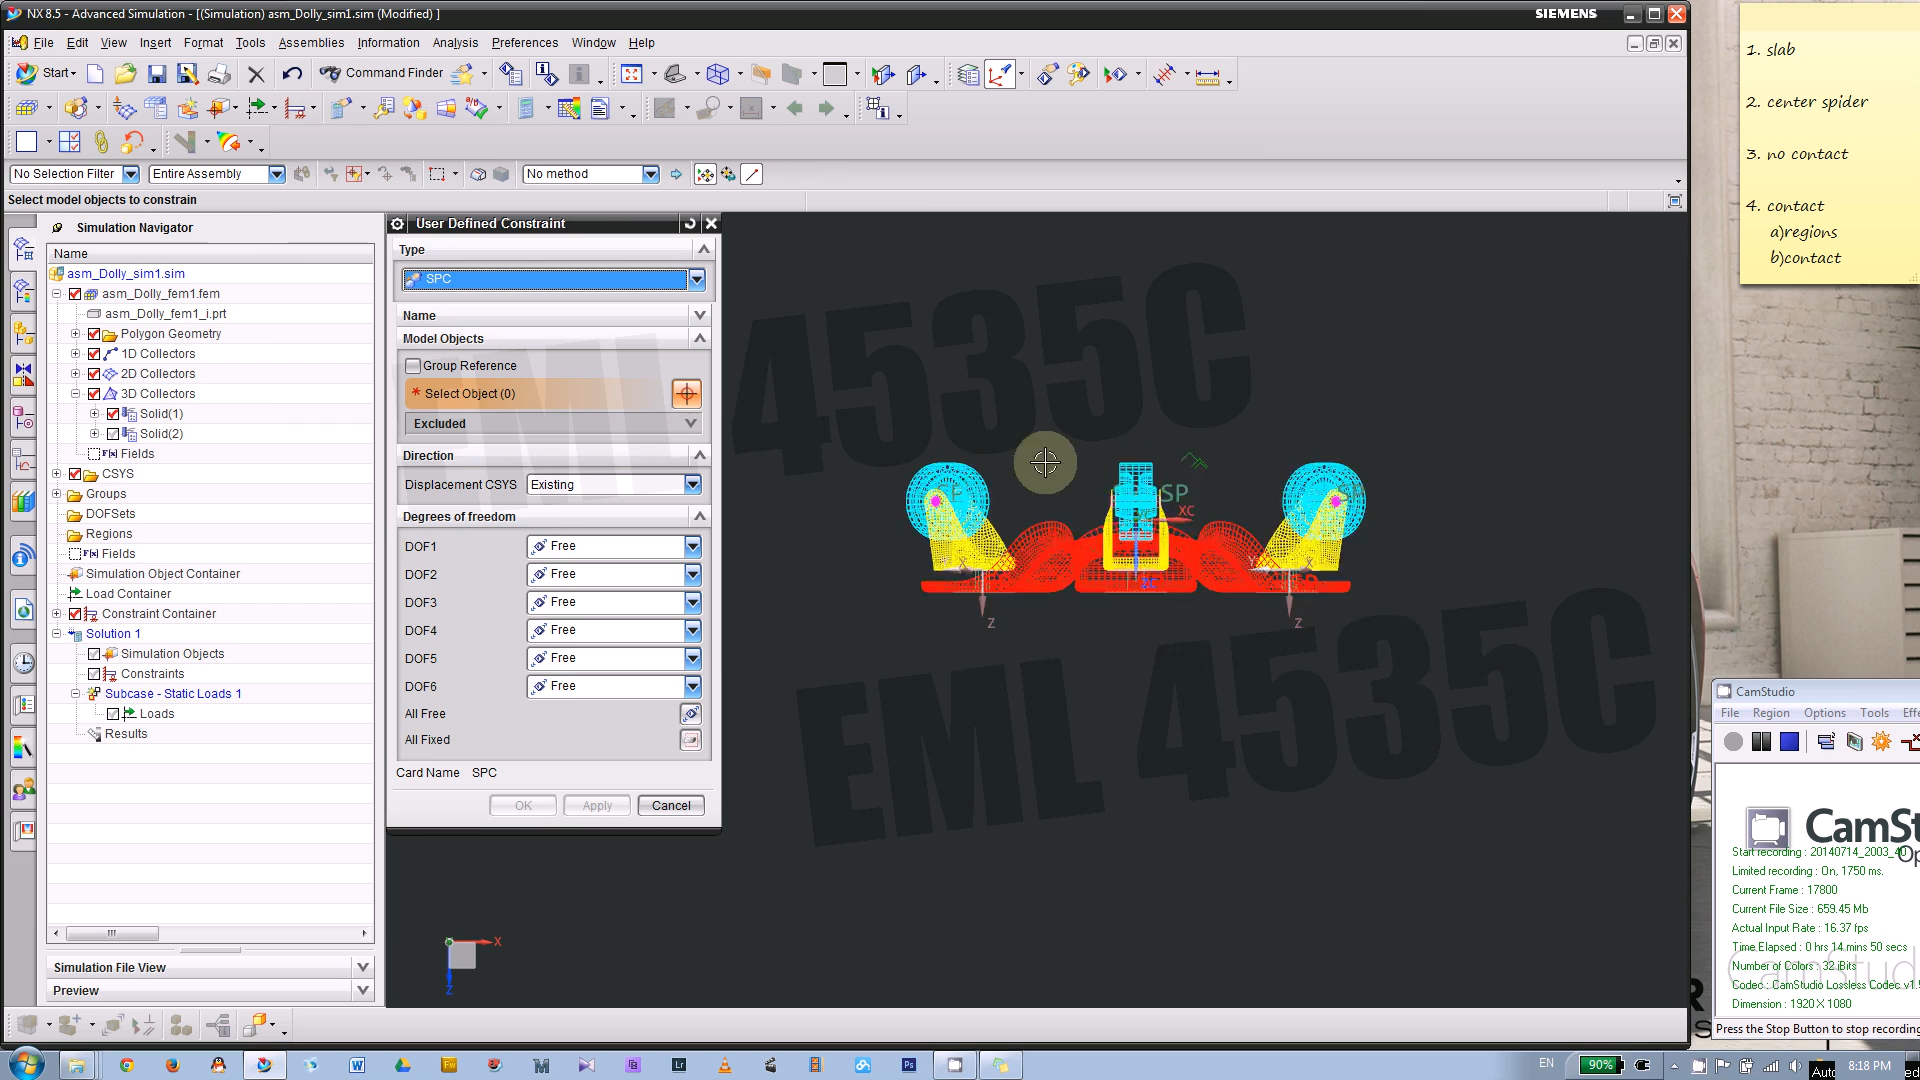 NX 8.5 - Advanced Simulation - [(Simulation) asm_Dolly_sim1.sim (Modified) ]
SIEMENS
File Edit View Insert Format Tools Assemblies Information Analysis Preferences Window Help
Start Command Finder
No Selection Filter Entire Assembly No method
Select model objects to constrain
Simulation Navigator
Name
asm_Dolly_sim1.sim
asm_Dolly_fem1.fem
asm_Dolly_fem1_i.prt
Polygon Geometry
1D Collectors
2D Collectors
3D Collectors
Solid(1)
Solid(2)
Fields
CSYS
Groups
DOFSets
Regions
Fields
Simulation Object Container
Load Container
Constraint Container
Solution 1
Simulation Objects
Constraints
Subcase - Static Loads 1
Loads
Results
Simulation File View
Preview
User Defined Constraint
Type
SPC
Name
Model Objects
Group Reference
* Select Object (0)
Excluded
Direction
Displacement CSYS Existing
Degrees of freedom
DOF1 Free
DOF2 Free
DOF3 Free
DOF4 Free
DOF5 Free
DOF6 Free
All Free
All Fixed
Card Name SPC
OK Apply Cancel
EML 4535C
EML 4535C
SP
XC
ZC
X
X
Z
Z
X
Z
1. slab
2. center spider
3. no contact
4. contact
a)regions
b)contact
CamStudio
File Region Options Tools
CamSt
Start recording : 20140714_2003_40
Limited recording : On, 1750 ms.
Current Frame : 17800
Current File Size : 659.45 Mb
Actual Input Rate : 16.37 fps
Time Elapsed : 0 hrs 14 mins 50 secs
Number of Colors : 32 iBits
Codec : CamStudio Lossless Codec v1.
Dimension : 1920 X 1080
Press the Stop Button to stop recording
EN 90% 8:18 PM